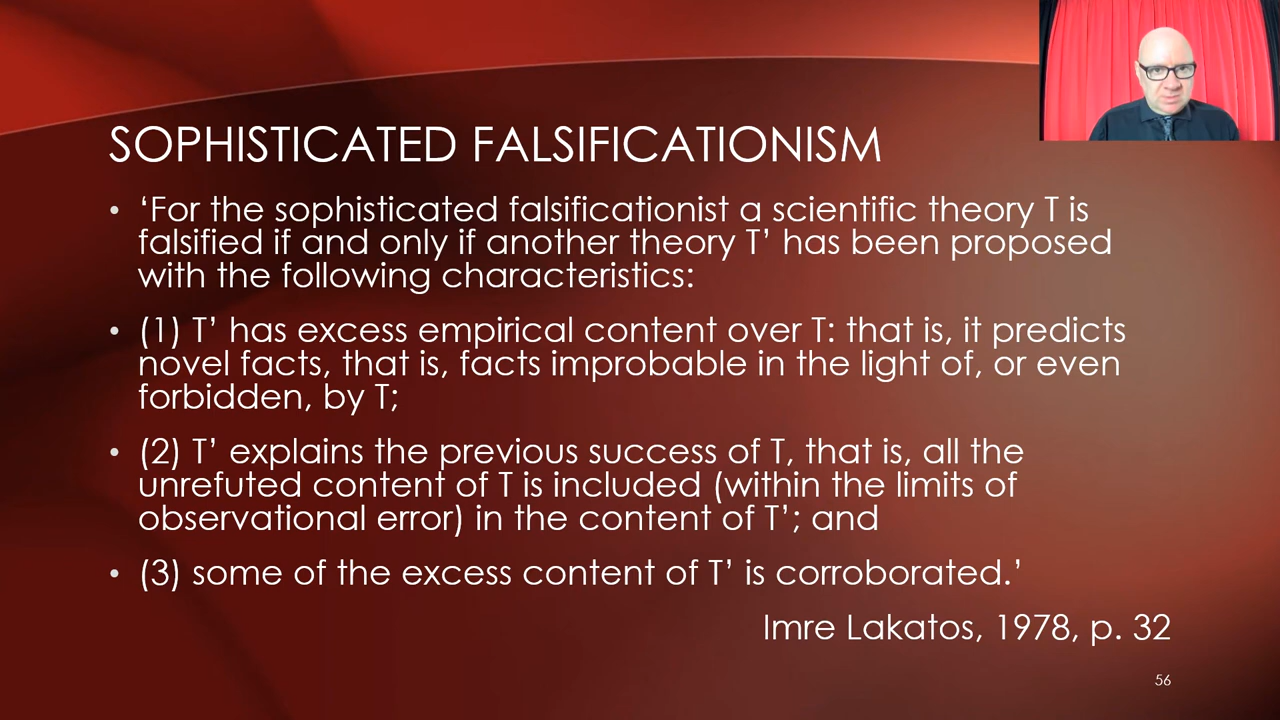 SOPHISTICATED FALSIFICATIONISM
• ‘For the sophisticated falsificationist a scientific theory T is
falsified if and only if another theory T’ has been proposed
with the following characteristics:
• (1) T’ has excess empirical content over T: that is, it predicts
novel facts, that is, facts improbable in the light of, or even
forbidden, by T;
• (2) T’ explains the previous success of T, that is, all the
unrefuted content of T is included (within the limits of
observational error) in the content of T’; and
• (3) some of the excess content of T’ is corroborated.’
Imre Lakatos, 1978, p. 32
56